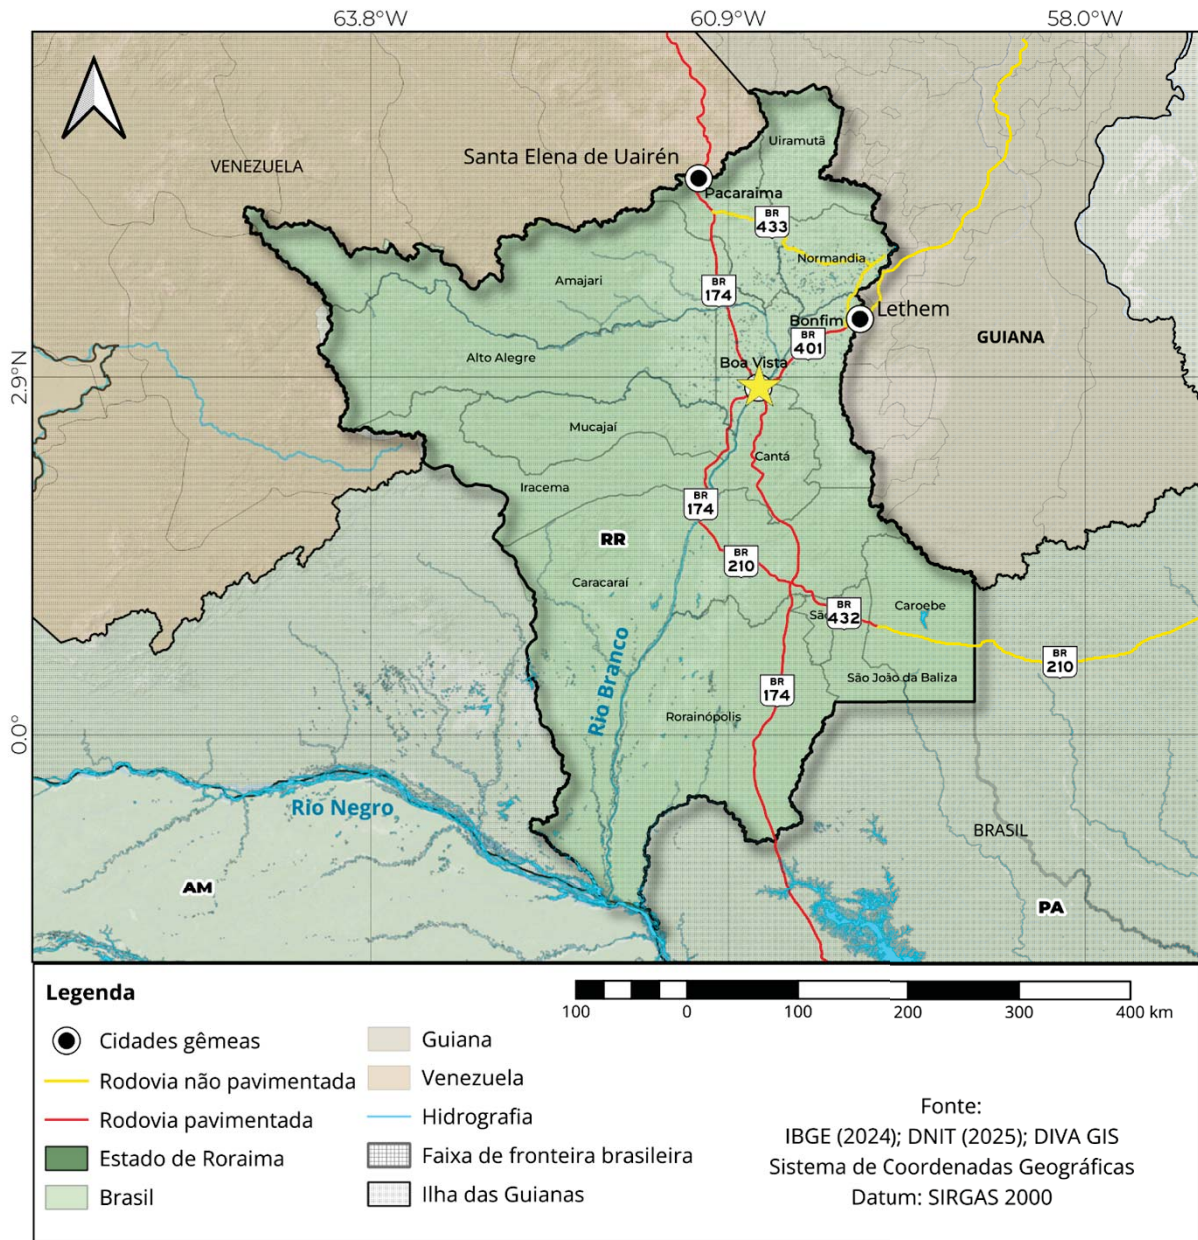 63.8°W
60.9°W
58.0°W
2.9°N
0.0°
VENEZUELA
Santa Elena de Uairén
Uiramutã
Pacaraima
BR
433
Normandia
Amajari
BR
174
Bonfim
Lethem
BR
401
GUIANA
Alto Alegre
Boa Vista
Mucajaí
Cantá
Iracema
BR
174
RR
BR
210
Caracaraí
São
BR
432
Caroebe
Rio Branco
BR
210
São João da Baliza
BR
174
Rorainópolis
Rio Negro
BRASIL
AM
PA
Legenda
Cidades gêmeas
Rodovia não pavimentada
Rodovia pavimentada
Estado de Roraima
Brasil
Guiana
Venezuela
Hidrografia
Faixa de fronteira brasileira
Ilha das Guianas
100 0 100 200 300 400 km
Fonte:
IBGE (2024); DNIT (2025); DIVA GIS
Sistema de Coordenadas Geográficas
Datum: SIRGAS 2000